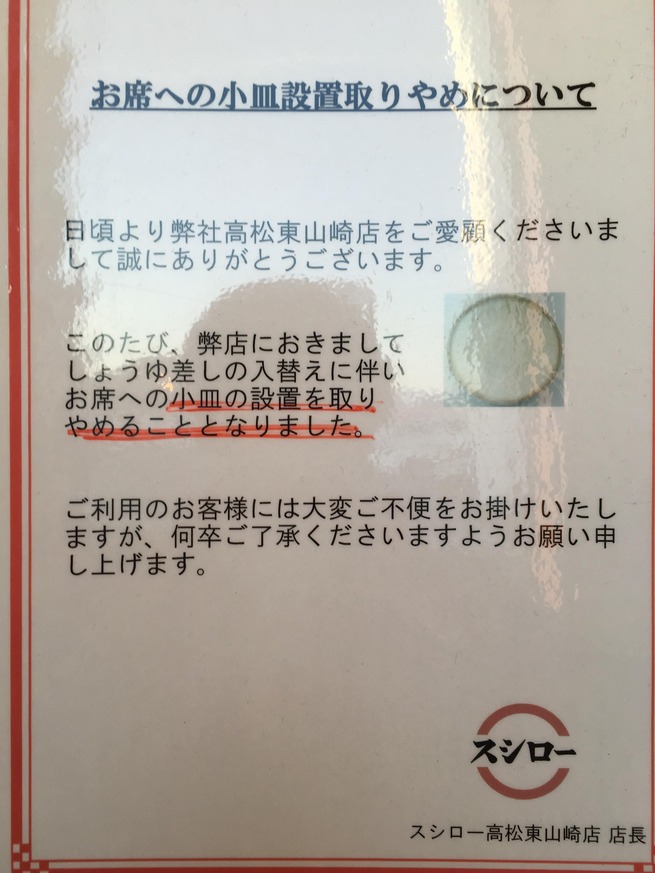 お席への小皿設置取りやめについて
日頃より弊社高松東山崎店をご愛顧くださいま
して誠にありがとうございます。
このたび、弊店におきまして
しょうゆ差しの入替えに伴い
お席への小皿の設置を取り
やめることとなりました。
ご利用のお客様には大変ご不便をお掛けいたし
ますが、何卒ご了承くださいますようお願い申
し上げます。
スシロー
スシロー高松東山崎店 店長